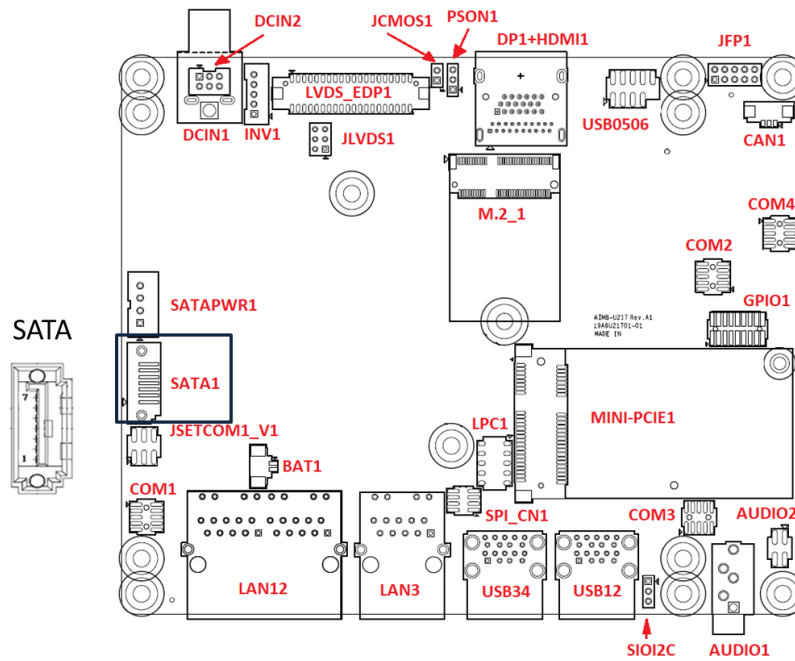 DCIN2
JCMOS1
PSON1
DP1+HDMI1
JFP1
LVDS_EDP1
DCIN1
INV1
JLVDS1
USB0506
CAN1
M.2_1
COM4
COM2
SATAPWR1
GPIO1
AIMB-U217 Rev.A1
19A6U21701-01
MADE IN
SATA
SATA1
7
1
MINI-PCIE1
JSETCOM1_V1
LPC1
BAT1
COM1
SPI_CN1
COM3
AUDIO2
LAN12
LAN3
USB34
USB12
SIOI2C
AUDIO1